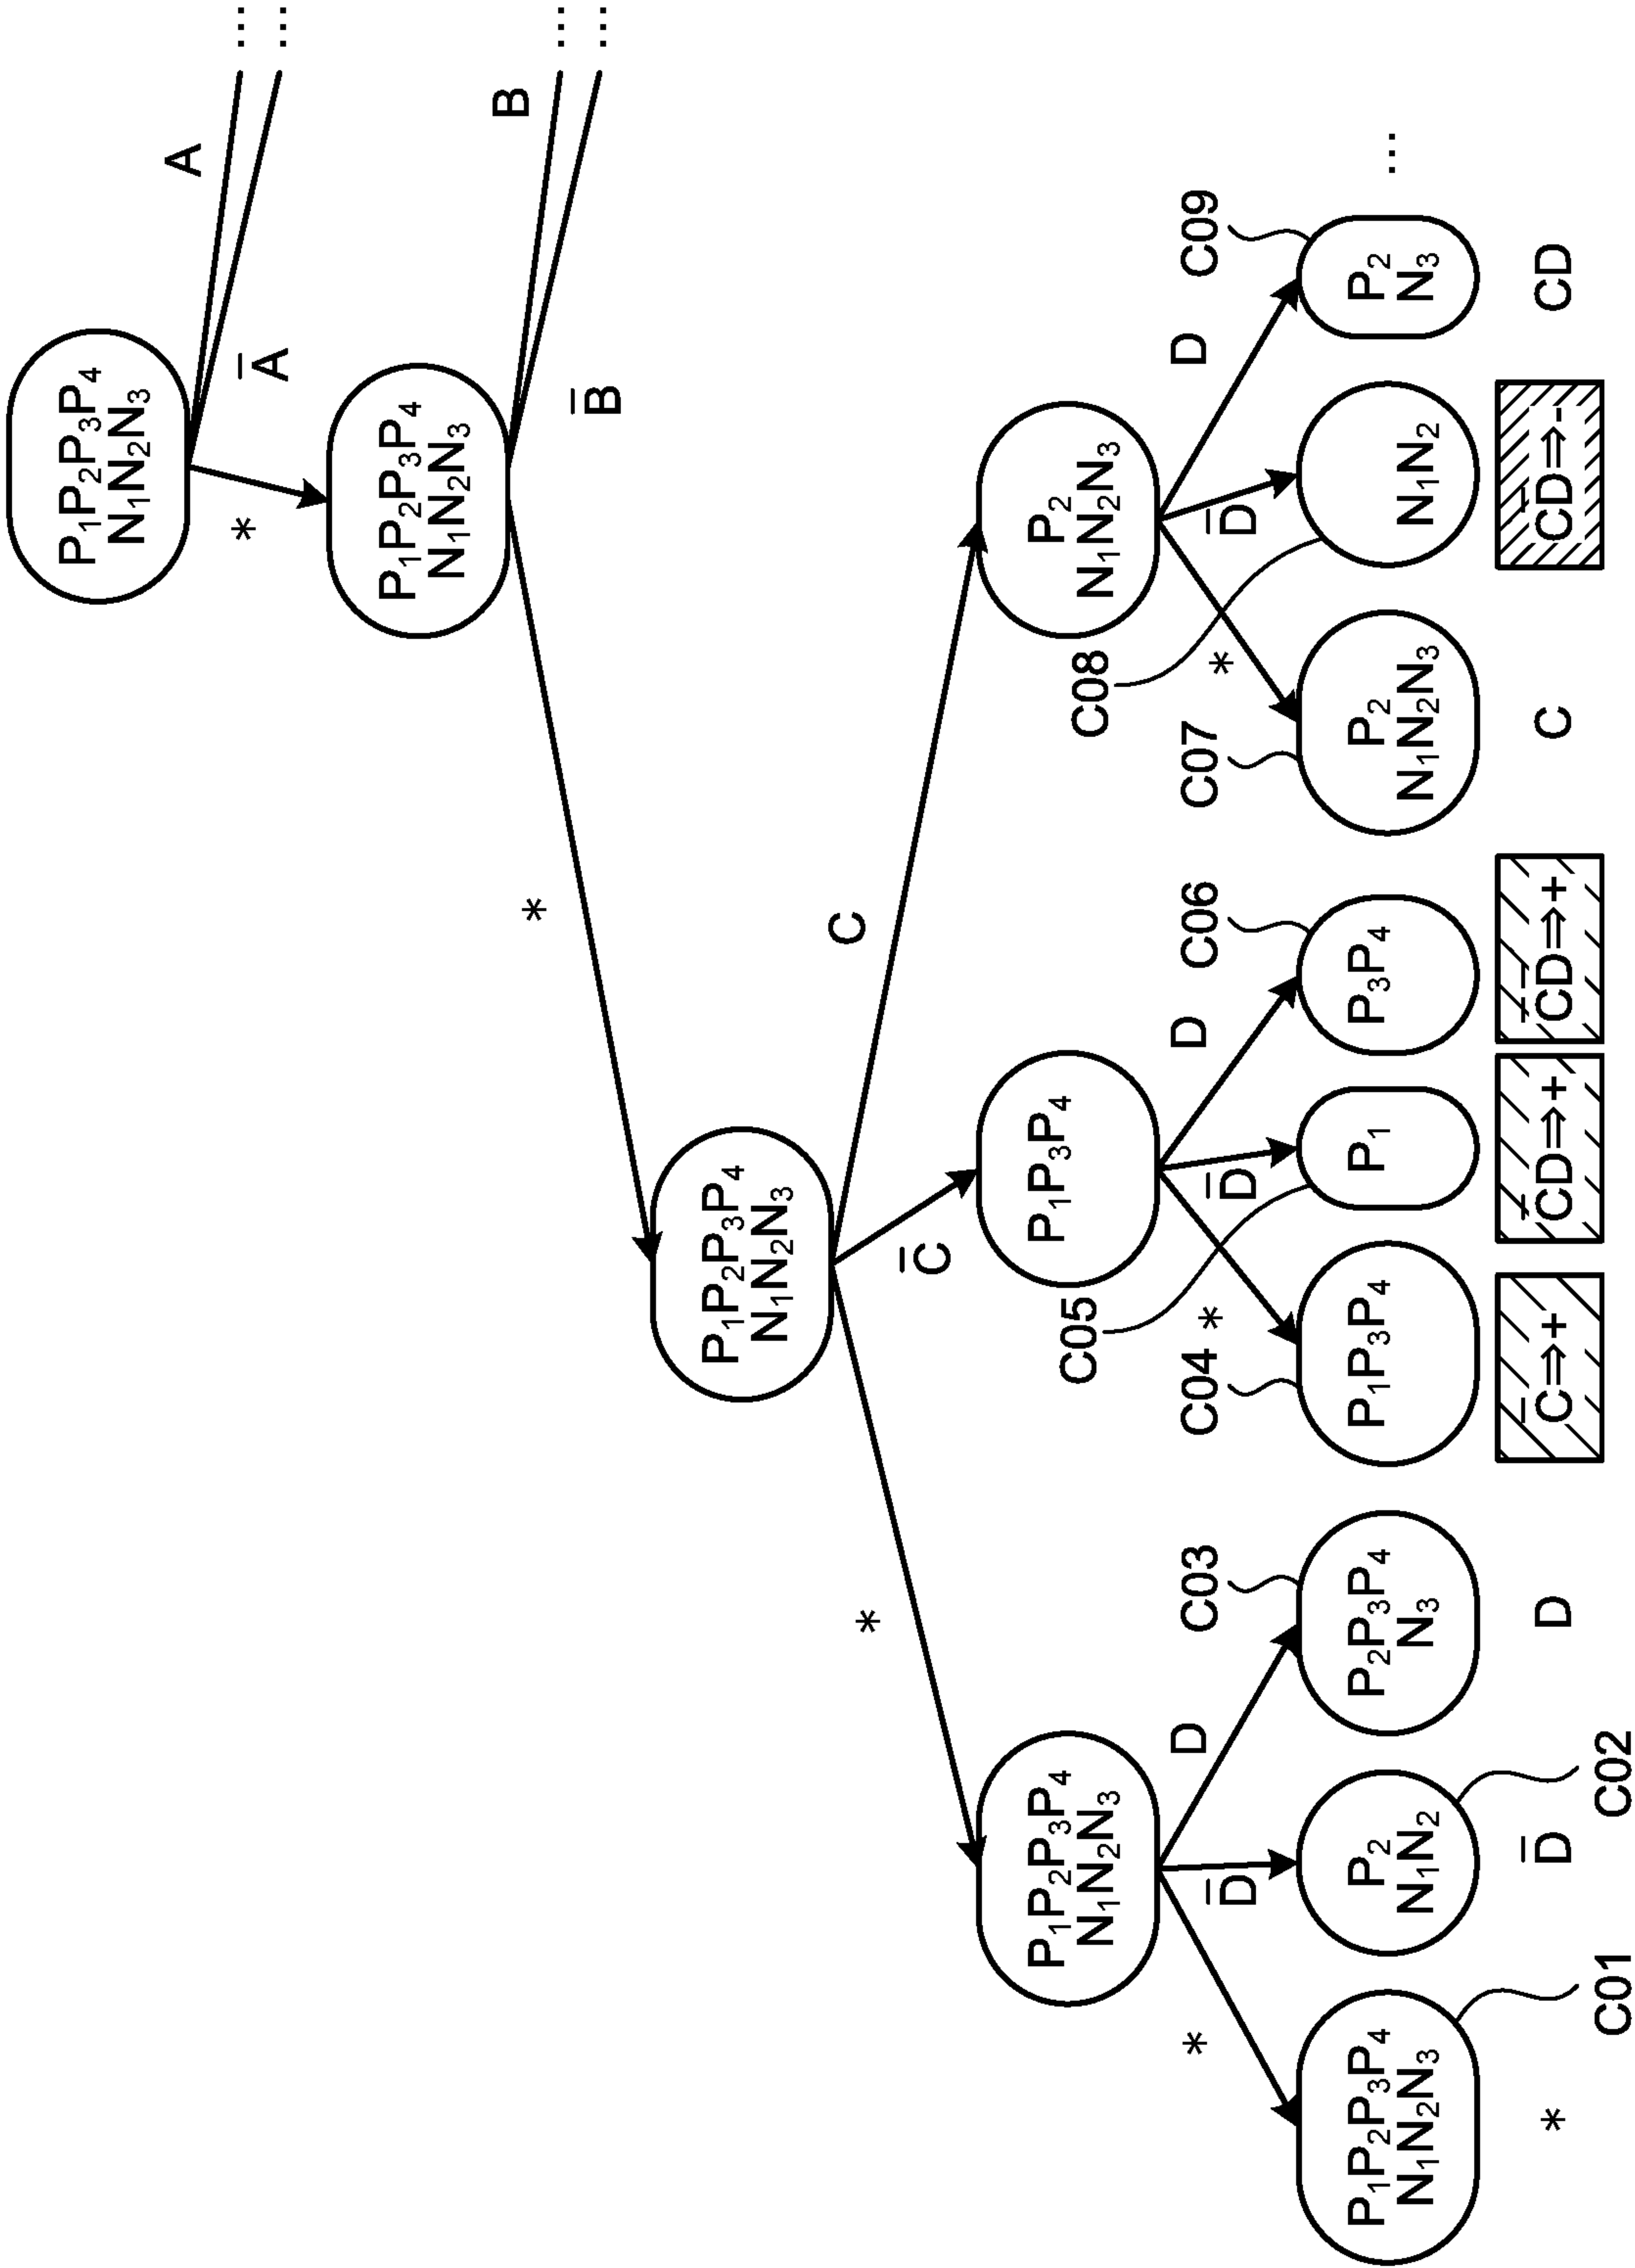 P₁P₂P₃P₄
N₁N₂N₃
A
...
*
A̅
...
P₁P₂P₃P₄
N₁N₂N₃
B
...
*
B̅
...
P₁P₂P₃P₄
N₁N₂N₃
*
C̅
C
P₁P₂P₃P₄
N₁N₂N₃
P₁P₃P₄
P₂
N₁N₂N₃
*
D̅
D
C03
C04
*
C05
D̅
D
C06
C07
*
C08
D̅
D
C09
P₁P₂P₃P₄
N₁N₂N₃
P₂
N₁N₂
P₂P₃P₄
N₃
P₁P₃P₄
P₁
P₃P₄
P₂
N₁N₂N₃
N₁N₂
P₂
N₃
...
*
D̅
D
C̅⇒+
C̅D⇒+
C̅D̅⇒+
C
CD̅⇒-
CD
C01
C02